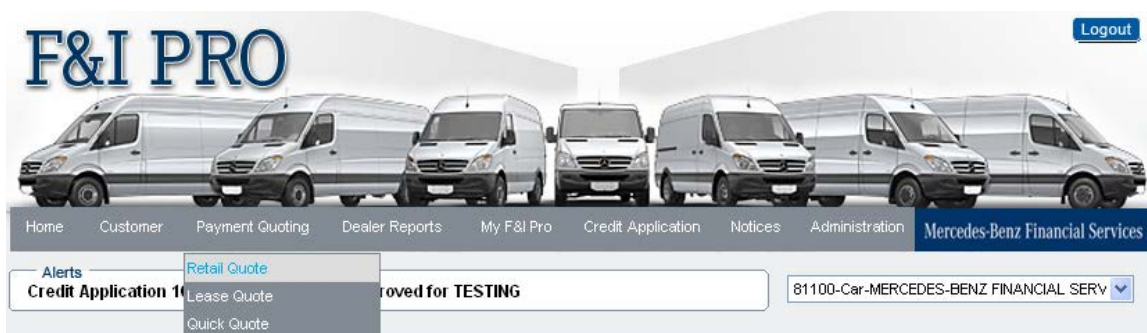 Logout
F&I PRO
Home Customer Payment Quoting Dealer Reports My F&I Pro Credit Application Notices Administration Mercedes-Benz Financial Services
Alerts
Retail Quote
Credit Application roved for TESTING
81100-Car-MERCEDES-BENZ FINANCIAL SERV
Lease Quote
Quick Quote